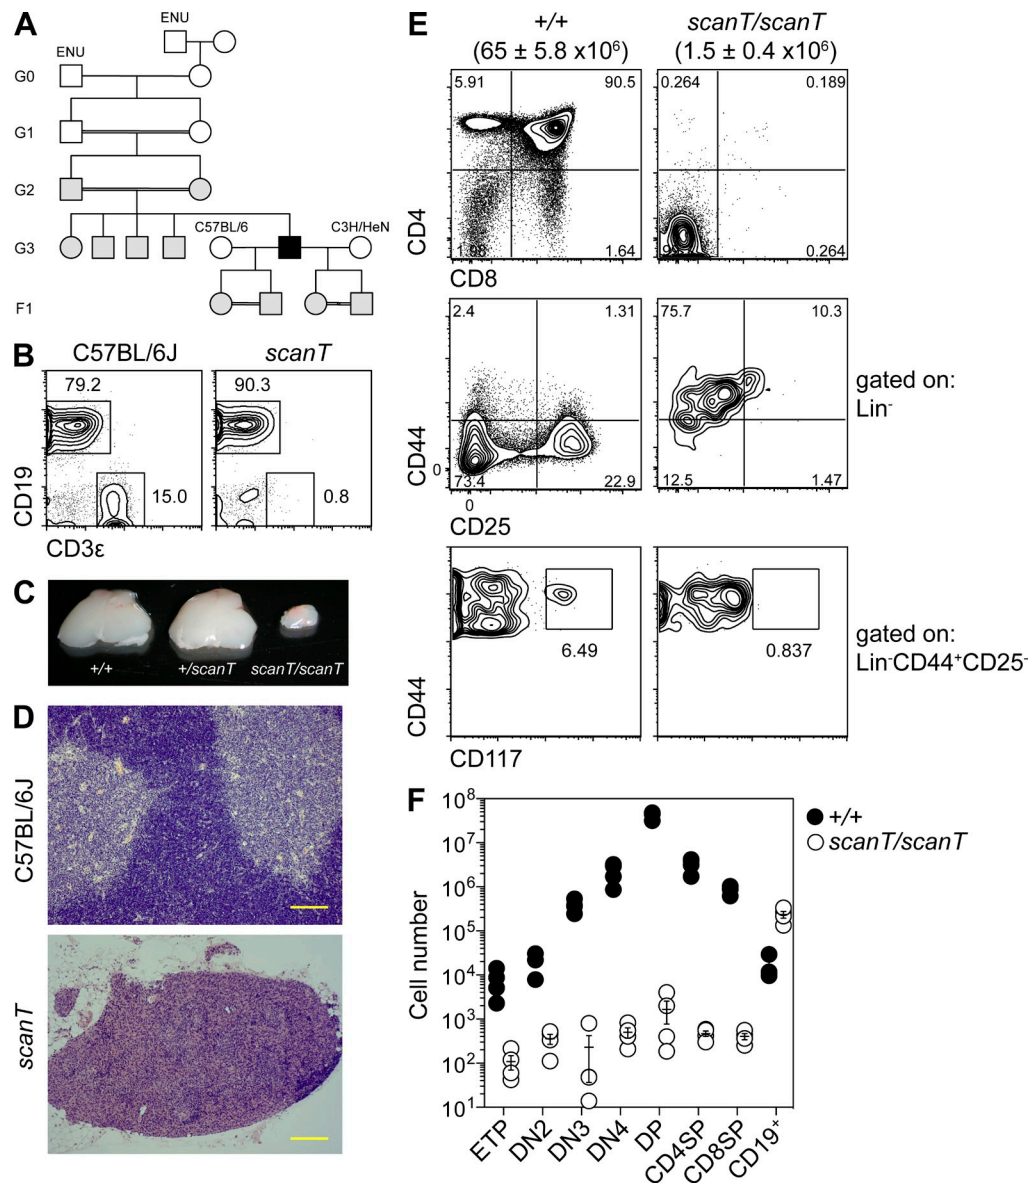 A
ENU
ENU
G0
G1
G2
C57BL/6
C3H/HeN
G3
F1
B
C57BL/6J
scanT
79.2
90.3
15.0
0.8
CD19
CD3ε
C
+/+
+/scanT
scanT/scanT
D
C57BL/6J
scanT
E
+/+
scanT/scanT
(65 ± 5.8 x10⁶)
(1.5 ± 0.4 x10⁶)
5.91
90.5
0.264
0.189
1.98
1.64
0.264
CD4
CD8
2.4
1.31
75.7
10.3
gated on:
Lin⁻
0
73.4
22.9
12.5
1.47
0
CD44
CD25
6.49
0.837
gated on:
Lin⁻CD44⁺CD25⁻
CD44
CD117
F
+/+
scanT/scanT
Cell number
10⁸
10⁷
10⁶
10⁵
10⁴
10³
10²
10¹
ETP
DN2
DN3
DN4
DP
CD4SP
CD8SP
CD19⁺